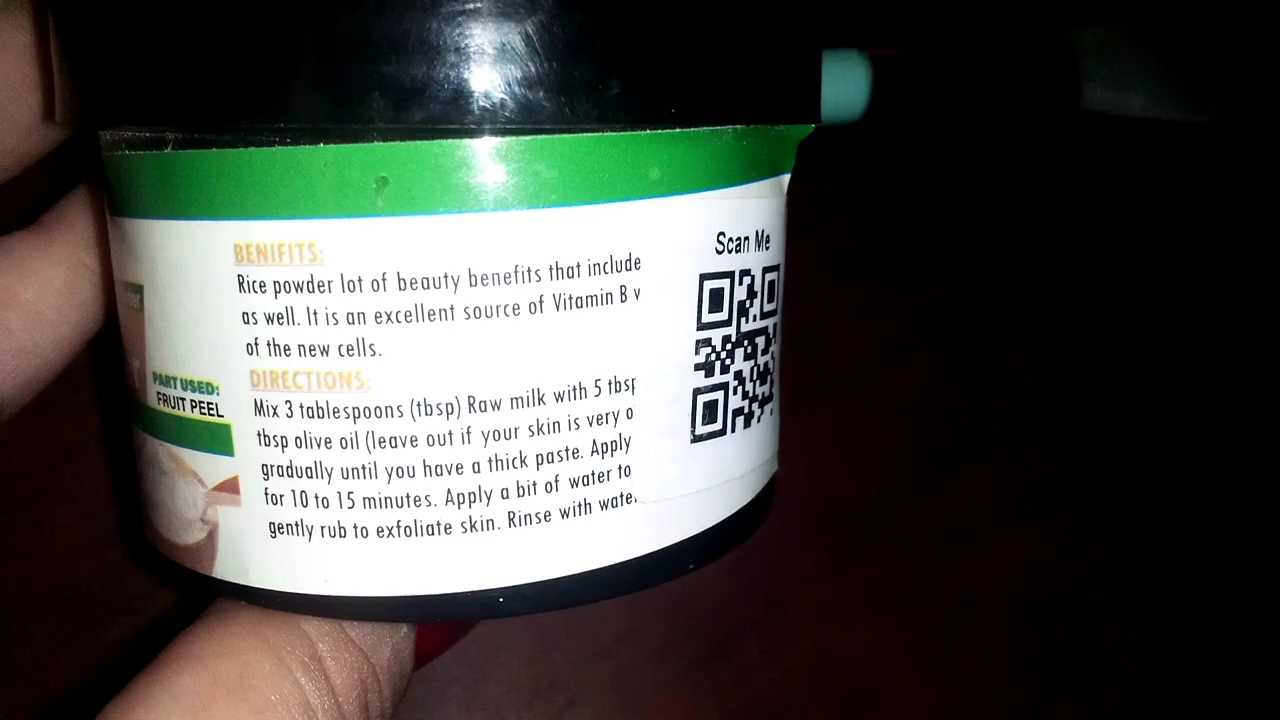 BENIFITS:
Rice powder lot of beauty benefits that include
as well. It is an excellent source of Vitamin B
of the new cells.
DIRECTIONS:
Mix 3 tablespoons (tbsp) Raw milk with 5 tbsp
tbsp olive oil (leave out if your skin is very
gradually until you have a thick paste. Apply
for 10 to 15 minutes. Apply a bit of water to
gently rub to exfoliate skin. Rinse with water
PART USED:
FRUIT PEEL
Scan Me